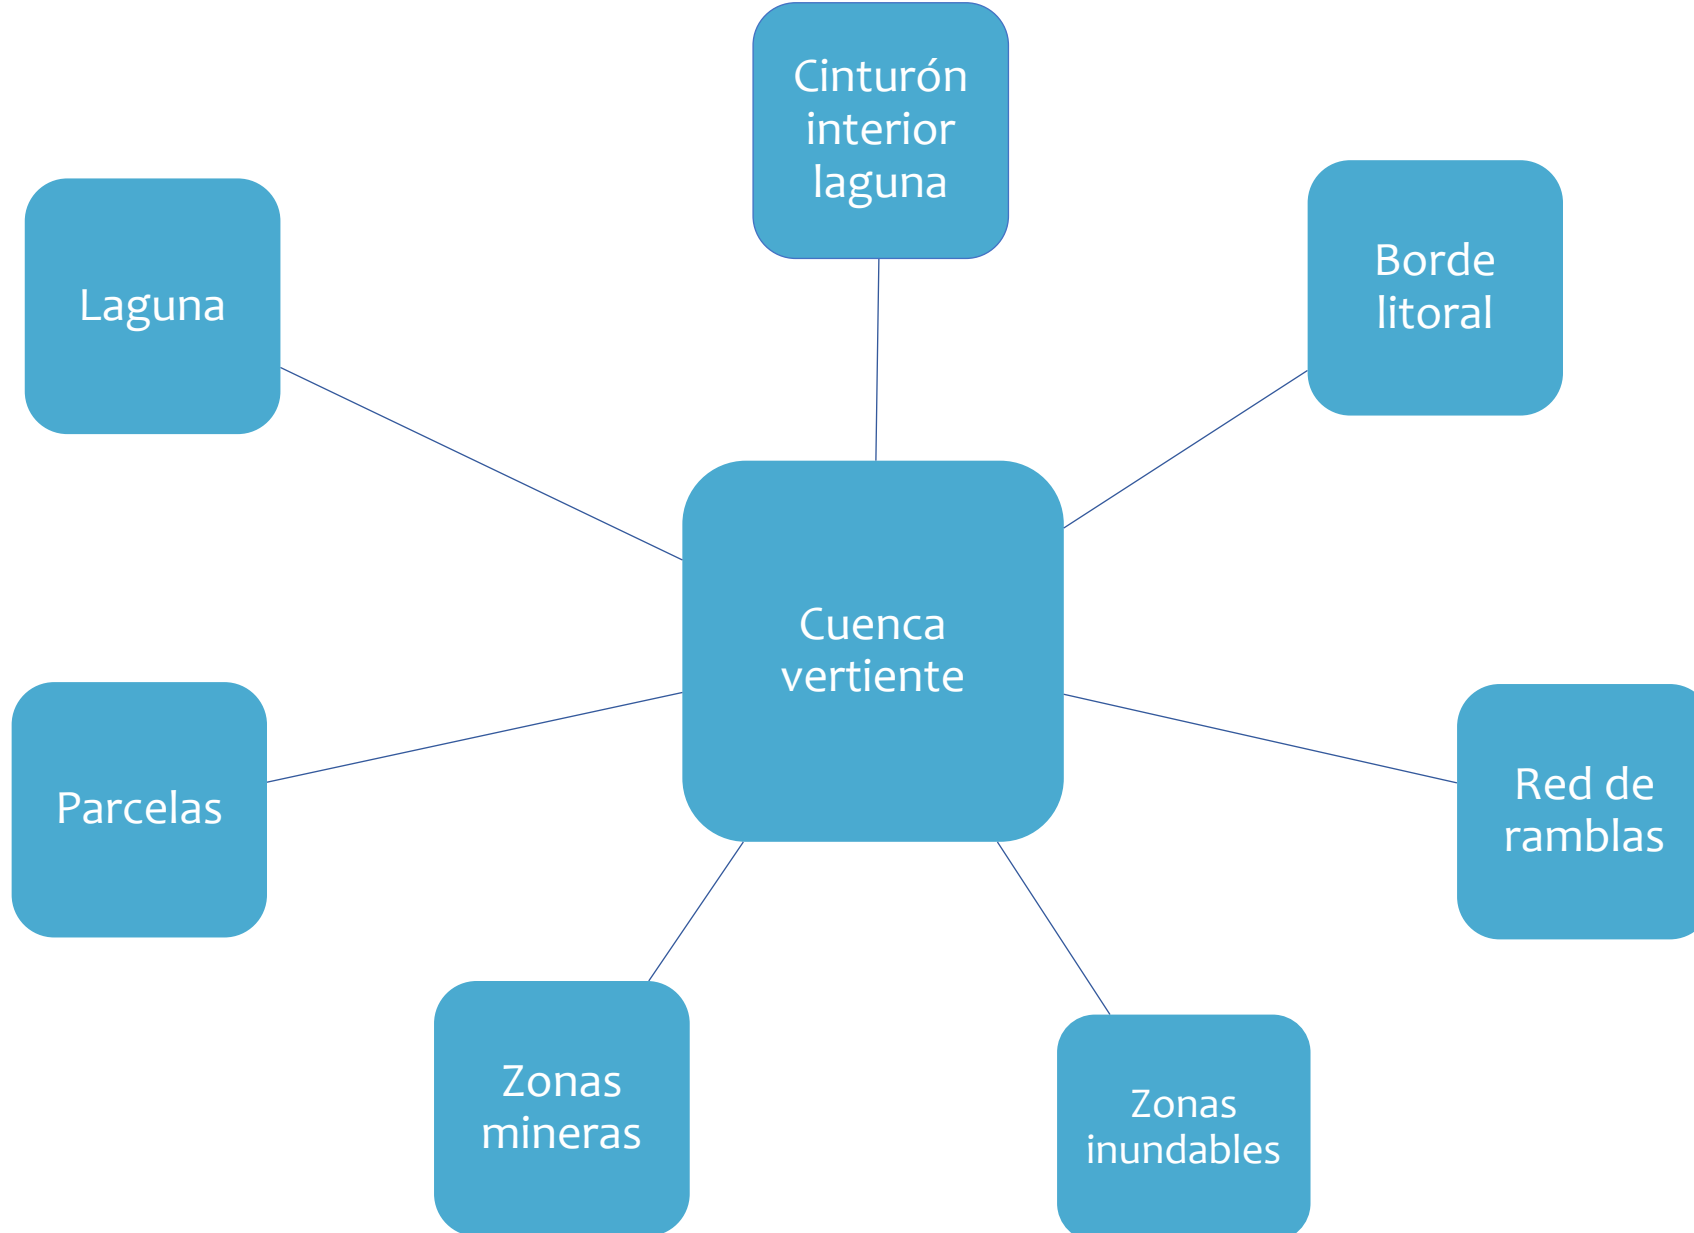 Cinturón
interior
laguna
Laguna
Borde
litoral
Cuenca
vertiente
Parcelas
Red de
ramblas
Zonas
mineras
Zonas
inundables